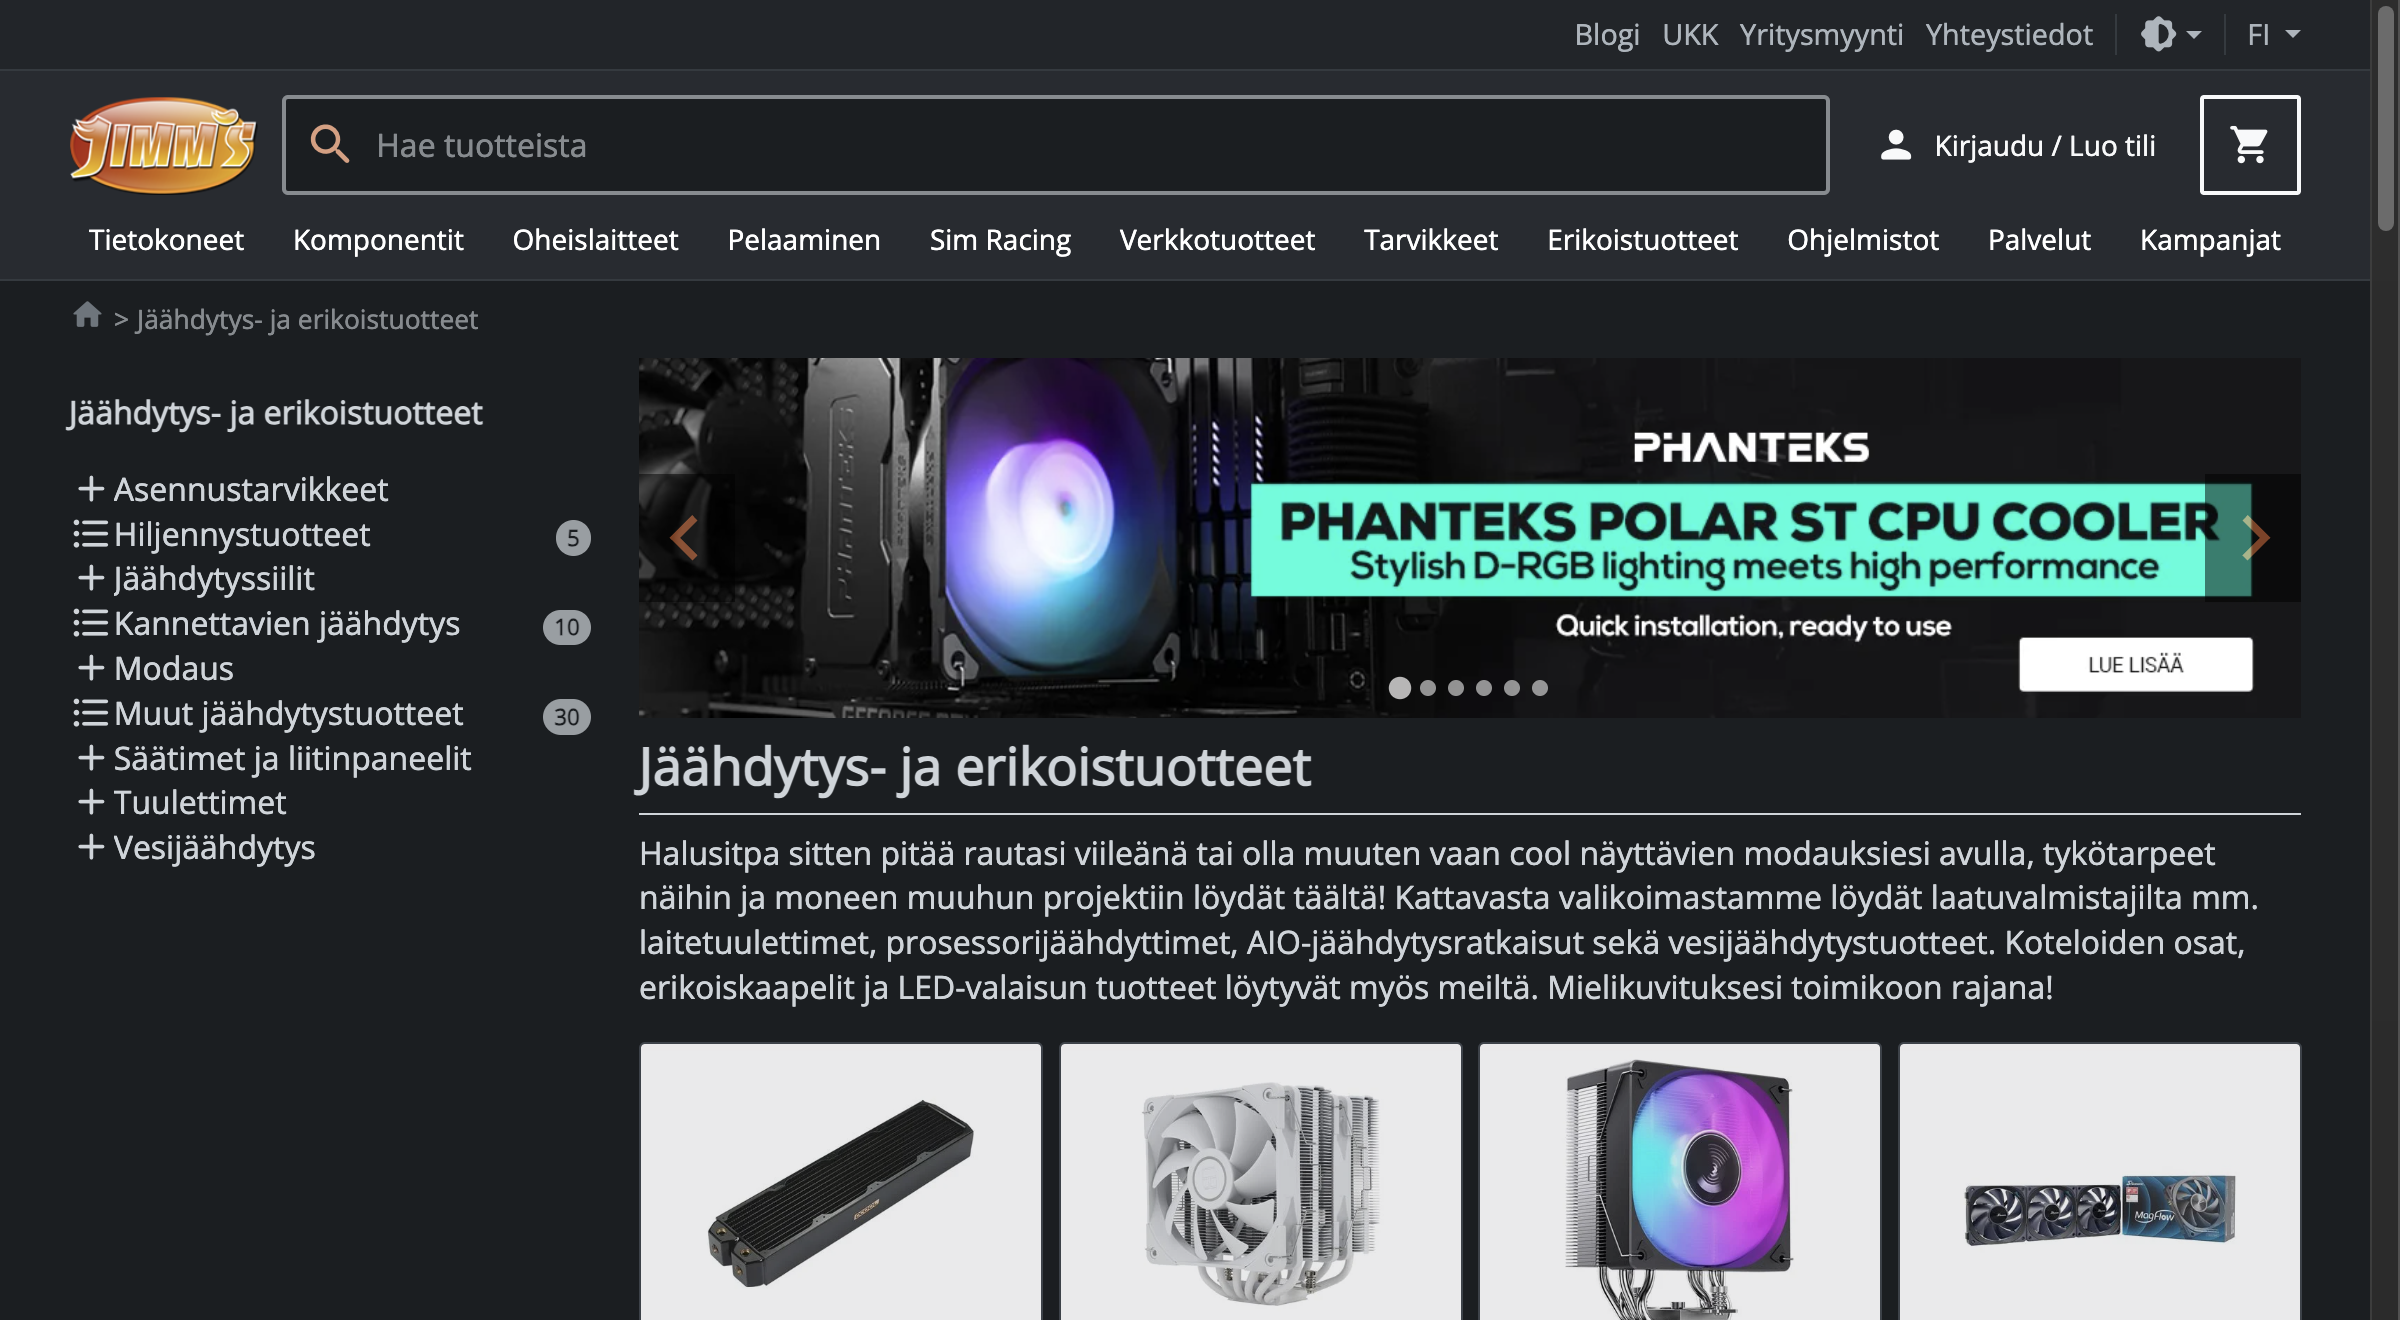 Blogi UKK Yritysmyynti Yhteystiedot FI
JIMM'S
Hae tuotteista
Kirjaudu / Luo tili
Tietokoneet Komponentit Oheislaitteet Pelaaminen Sim Racing Verkkotuotteet Tarvikkeet Erikoistuotteet Ohjelmistot Palvelut Kampanjat
> Jäähdytys- ja erikoistuotteet
Jäähdytys- ja erikoistuotteet
Asennustarvikkeet
Hiljennystuotteet 5
Jäähdytyssiilit
Kannettavien jäähdytys 10
Modaus
Muut jäähdytystuotteet 30
Säätimet ja liitinpaneelit
Tuulettimet
Vesijäähdytys
PHANTEKS
PHANTEKS
PHANTEKS POLAR ST CPU COOLER
Stylish D-RGB lighting meets high performance
Quick installation, ready to use
LUE LISÄÄ
Jäähdytys- ja erikoistuotteet
Halusitpa sitten pitää rautasi viileänä tai olla muuten vaan cool näyttävien modauksiesi avulla, tykötarpeet
näihin ja moneen muuhun projektiin löydät täältä! Kattavasta valikoimastamme löydät laatuvalmistajilta mm.
laitetuulettimet, prosessorijäähdyttimet, AIO-jäähdytysratkaisut sekä vesijäähdytystuotteet. Koteloiden osat,
erikoiskaapelit ja LED-valaisun tuotteet löytyvät myös meiltä. Mielikuvituksesi toimikoon rajana!
MagFlow